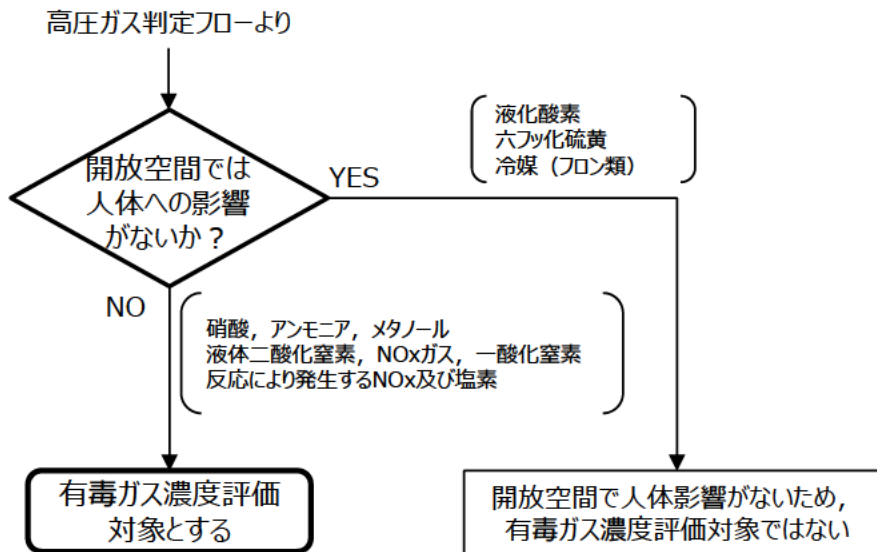 高圧ガス判定フローより
開放空間では
人体への影響
がないか？
YES
液化酸素
六フッ化硫黄
冷媒（フロン類）
NO
硝酸，アンモニア，メタノール
液体二酸化窒素，NOxガス，一酸化窒素
反応により発生するNOx及び塩素
有毒ガス濃度評価
対象とする
開放空間で人体影響がないため，
有毒ガス濃度評価対象ではない